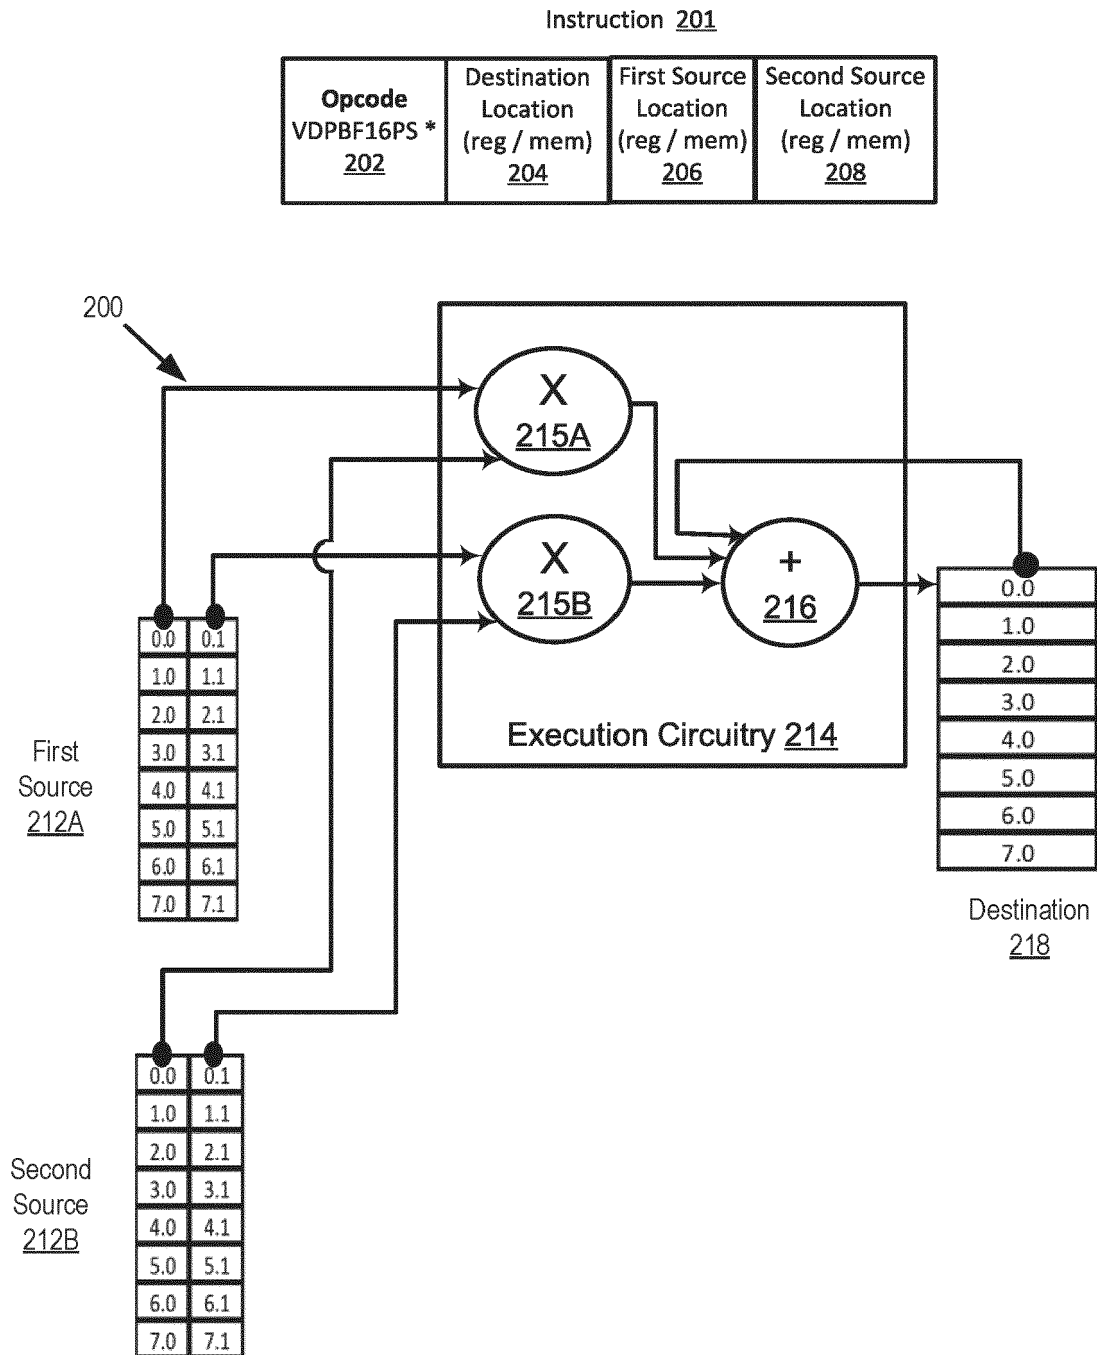 Instruction 201
Opcode
VDPBF16PS *
202
Destination
Location
(reg / mem)
204
First Source
Location
(reg / mem)
206
Second Source
Location
(reg / mem)
208
200
X
215A
X
215B
+
216
Execution Circuitry 214
0.0 0.1
1.0 1.1
2.0 2.1
3.0 3.1
4.0 4.1
5.0 5.1
6.0 6.1
7.0 7.1
First
Source
212A
0.0
1.0
2.0
3.0
4.0
5.0
6.0
7.0
Destination
218
0.0 0.1
1.0 1.1
2.0 2.1
3.0 3.1
4.0 4.1
5.0 5.1
6.0 6.1
7.0 7.1
Second
Source
212B